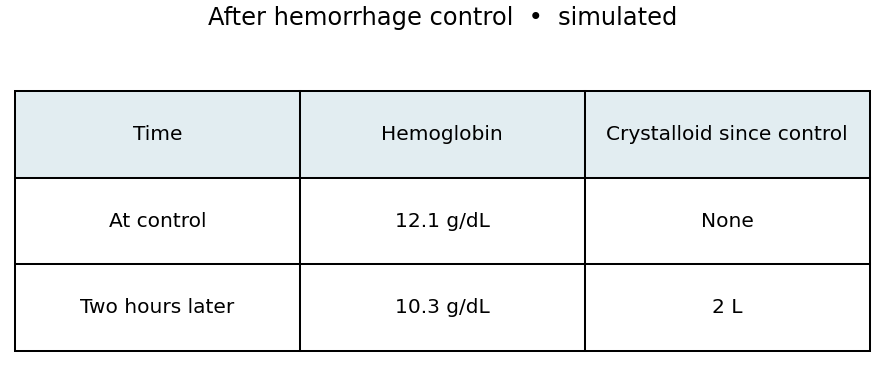 After hemorrhage control • simulated
Time Hemoglobin Crystalloid since control
At control 12.1 g/dL None
Two hours later 10.3 g/dL 2 L